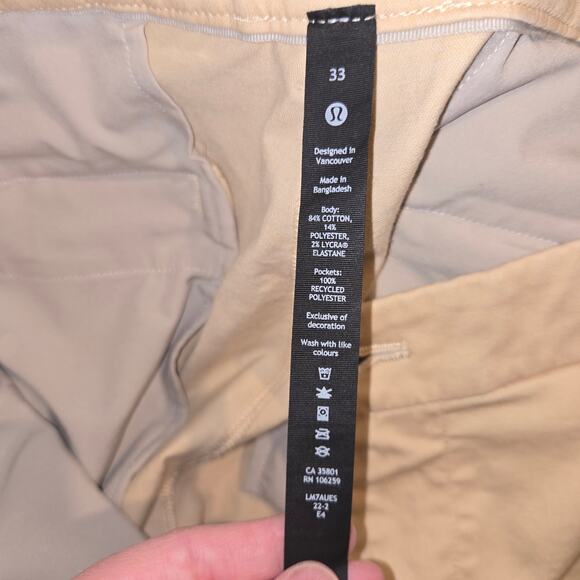 33
Designed in
Vancouver
Made in
Bangladesh
Body:
84% COTTON,
14%
POLYESTER,
2% LYCRA®
ELASTANE
Pockets:
100%
RECYCLED
POLYESTER
Exclusive of
decoration
Wash with like
colours
CA 35801
RN 106259
LM7AUES
22-2
E4